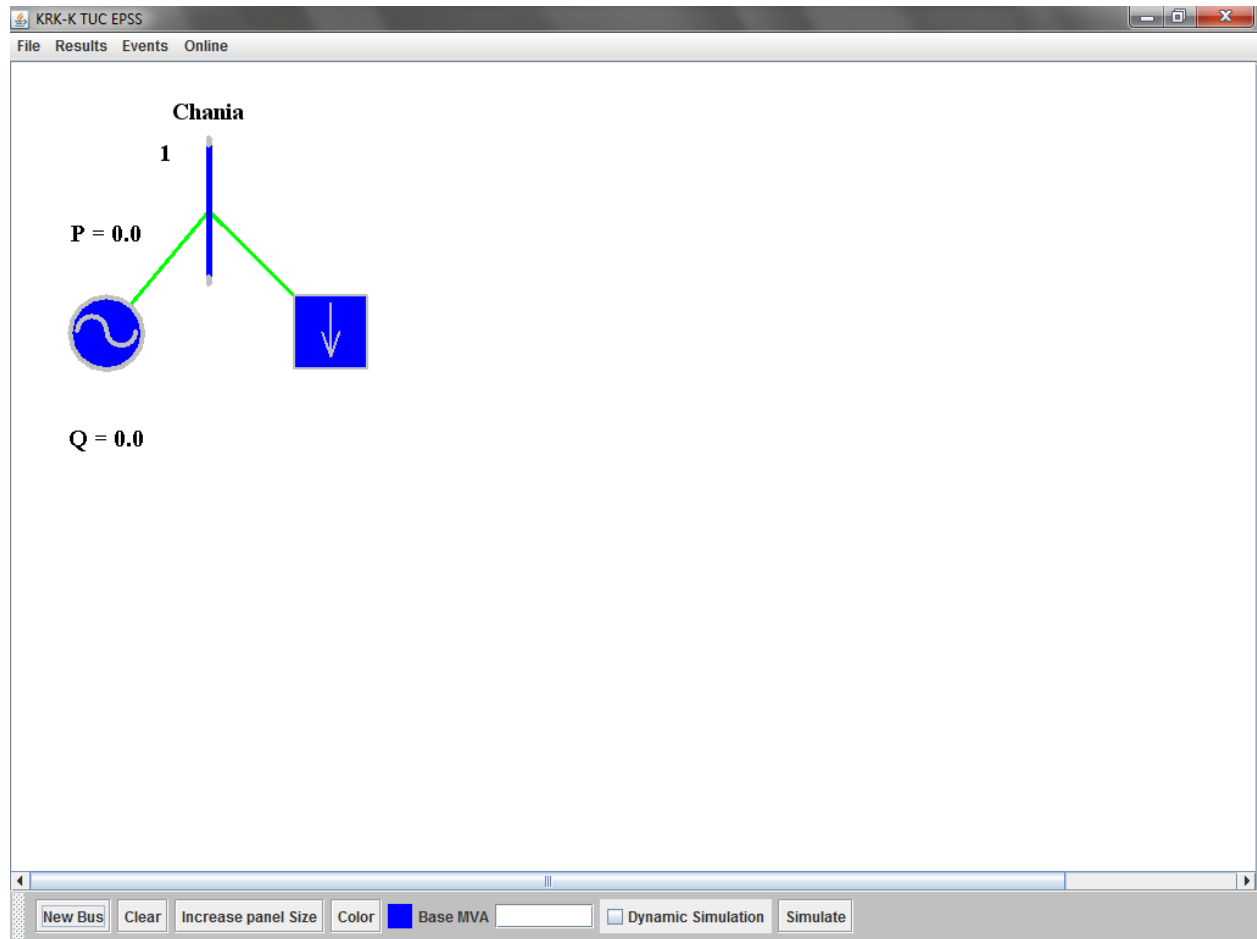 KRK-K TUC EPSS
File Results Events Online
Chania
1
P = 0.0
Q = 0.0
New Bus Clear Increase panel Size Color Base MVA Dynamic Simulation Simulate